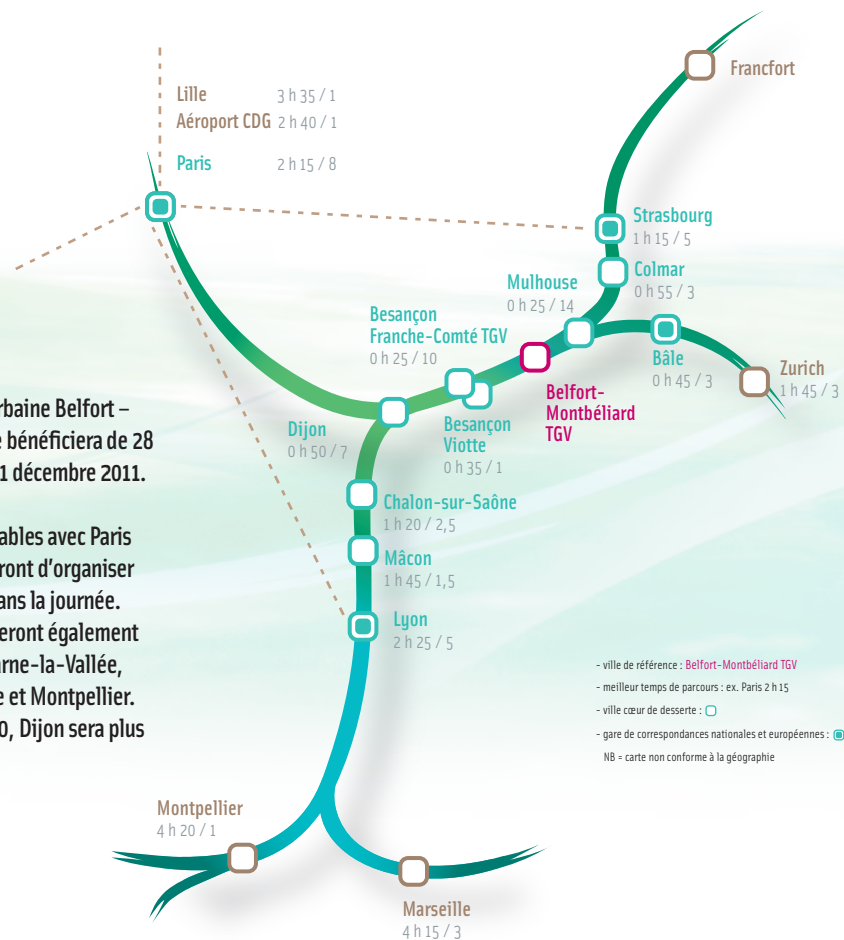 Francfort
Lille 3 h 35 / 1
Aéroport CDG 2 h 40 / 1
Paris 2 h 15 / 8
Strasbourg
1 h 15 / 5
Colmar
0 h 55 / 3
Mulhouse
0 h 25 / 14
Besançon
Franche-Comté TGV
0 h 25 / 10
Bâle
0 h 45 / 3
Zurich
1 h 45 / 3
Belfort-
Montbéliard
TGV
Dijon
0 h 50 / 7
Besançon
Viotte
0 h 35 / 1
rbaine Belfort –
e bénéficiera de 28
1 décembre 2011.
ables avec Paris
ront d’organiser
ans la journée.
eront également
arne-la-Vallée,
e et Montpellier.
0, Dijon sera plus
Chalon-sur-Saône
1 h 20 / 2,5
Mâcon
1 h 45 / 1,5
Lyon
2 h 25 / 5
- ville de référence : Belfort-Montbéliard TGV
- meilleur temps de parcours : ex. Paris 2 h 15
- ville cœur de desserte :
- gare de correspondances nationales et européennes :
NB = carte non conforme à la géographie
Montpellier
4 h 20 / 1
Marseille
4 h 15 / 3